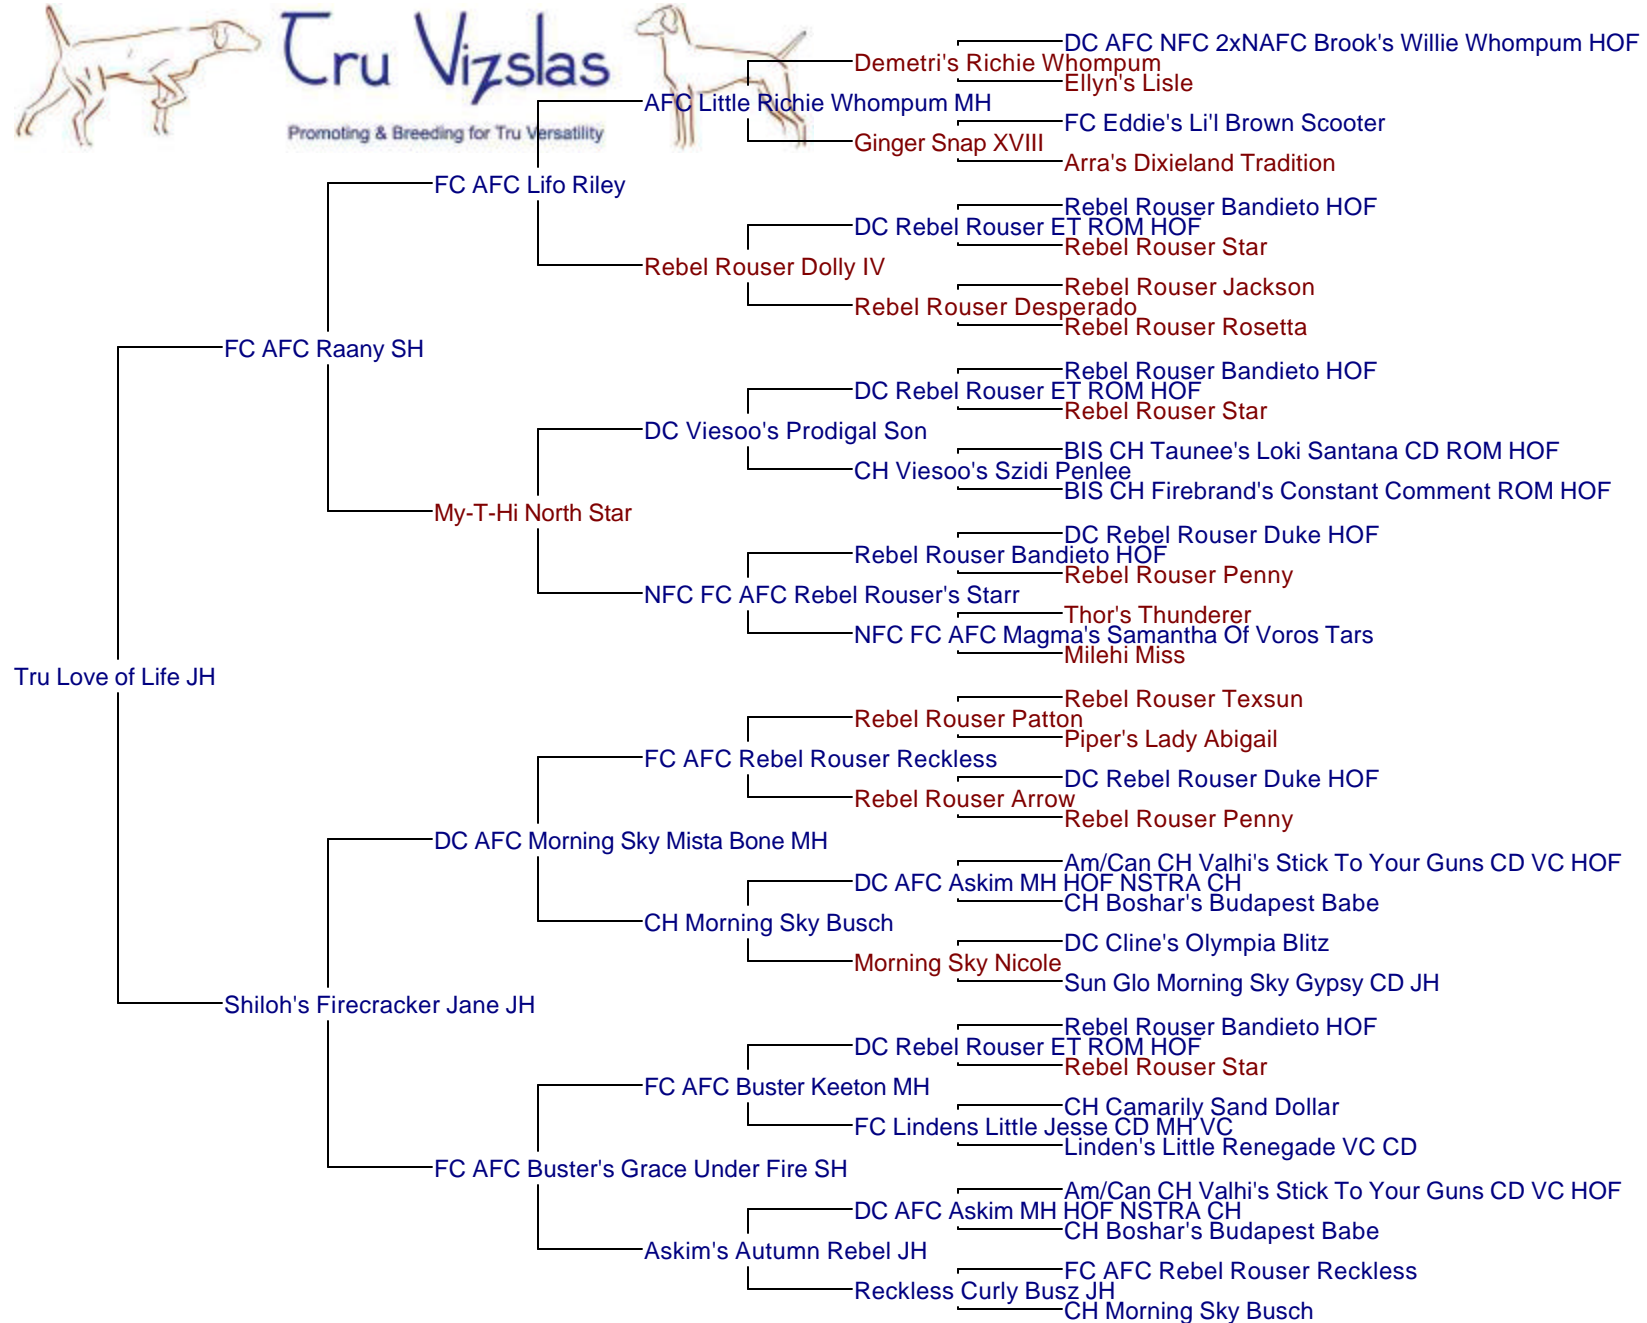 Tru Vizslas
Promoting & Breeding for Tru Versatility
DC AFC NFC 2xNAFC Brook's Willie Whompum HOF
Demetri's Richie Whompum
Ellyn's Lisle
AFC Little Richie Whompum MH
FC Eddie's Li'l Brown Scooter
Ginger Snap XVIII
Arra's Dixieland Tradition
FC AFC Lifo Riley
Rebel Rouser Bandieto HOF
DC Rebel Rouser ET ROM HOF
Rebel Rouser Star
Rebel Rouser Dolly IV
Rebel Rouser Jackson
Rebel Rouser Desperado
Rebel Rouser Rosetta
FC AFC Raany SH
Rebel Rouser Bandieto HOF
DC Rebel Rouser ET ROM HOF
Rebel Rouser Star
DC Viesoo's Prodigal Son
BIS CH Taunee's Loki Santana CD ROM HOF
CH Viesoo's Szidi Penlee
BIS CH Firebrand's Constant Comment ROM HOF
My-T-Hi North Star
DC Rebel Rouser Duke HOF
Rebel Rouser Bandieto HOF
Rebel Rouser Penny
NFC FC AFC Rebel Rouser's Starr
Thor's Thunderer
NFC FC AFC Magma's Samantha Of Voros Tars
Milehi Miss
Tru Love of Life JH
Rebel Rouser Texsun
Rebel Rouser Patton
Piper's Lady Abigail
FC AFC Rebel Rouser Reckless
DC Rebel Rouser Duke HOF
Rebel Rouser Arrow
Rebel Rouser Penny
DC AFC Morning Sky Mista Bone MH
Am/Can CH Valhi's Stick To Your Guns CD VC HOF
DC AFC Askim MH HOF NSTRA CH
CH Boshar's Budapest Babe
CH Morning Sky Busch
DC Cline's Olympia Blitz
Morning Sky Nicole
Sun Glo Morning Sky Gypsy CD JH
Shiloh's Firecracker Jane JH
Rebel Rouser Bandieto HOF
DC Rebel Rouser ET ROM HOF
Rebel Rouser Star
FC AFC Buster Keeton MH
CH Camarily Sand Dollar
FC Lindens Little Jesse CD MH VC
Linden's Little Renegade VC CD
FC AFC Buster's Grace Under Fire SH
Am/Can CH Valhi's Stick To Your Guns CD VC HOF
DC AFC Askim MH HOF NSTRA CH
CH Boshar's Budapest Babe
Askim's Autumn Rebel JH
FC AFC Rebel Rouser Reckless
Reckless Curly Busz JH
CH Morning Sky Busch